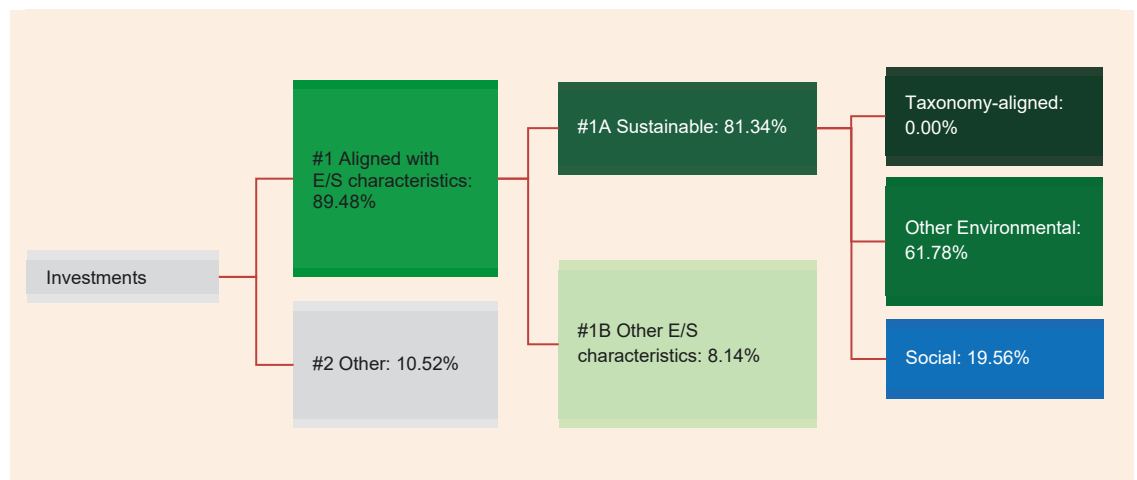 Investments
#1 Aligned with
E/S characteristics:
89.48%
#2 Other: 10.52%
#1A Sustainable: 81.34%
#1B Other E/S
characteristics: 8.14%
Taxonomy-aligned:
0.00%
Other Environmental:
61.78%
Social: 19.56%